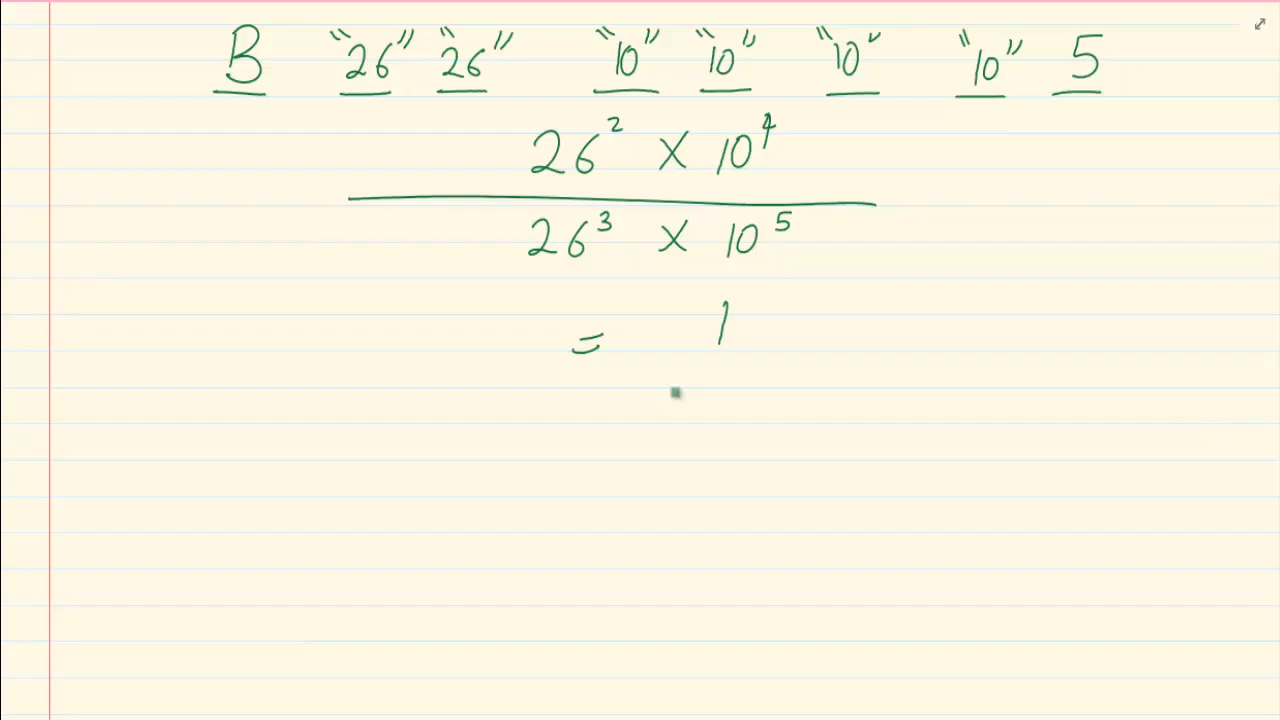 B "26" "26" "10" "10" "10" "10" 5
26² × 10⁴
26³ × 10⁵
= 1